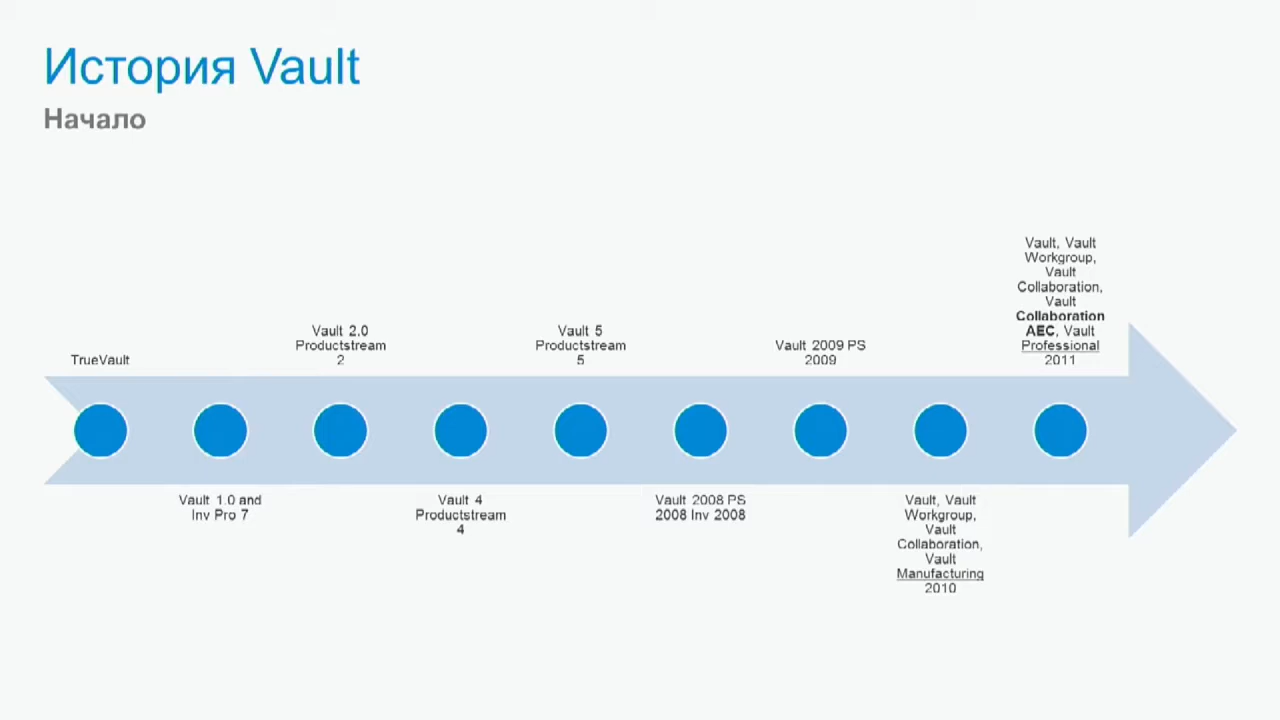 История Vault
Начало
TrueVault
Vault 1.0 and
Inv Pro 7
Vault 2.0
Productstream
2
Vault 4
Productstream
4
Vault 5
Productstream
5
Vault 2008 PS
2008 Inv 2008
Vault 2009 PS
2009
Vault, Vault
Workgroup,
Vault
Collaboration,
Vault
Manufacturing
2010
Vault, Vault
Workgroup,
Vault
Collaboration,
Vault
Collaboration
AEC, Vault
Professional
2011